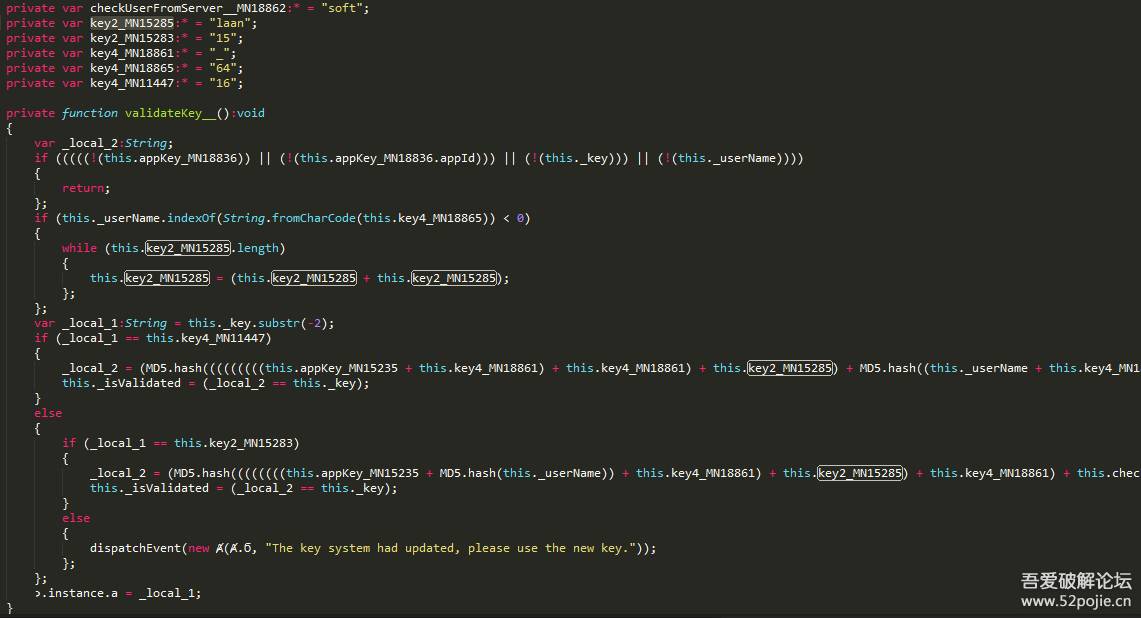 private var checkUserFromServer__MN18862:* = "soft";
private var key2_MN15285:* = "laan";
private var key2_MN15283:* = "15";
private var key4_MN18861:* = "_";
private var key4_MN18865:* = "64";
private var key4_MN11447:* = "16";
private function validateKey__():void
{
var _local_2:String;
if (((((!(this.appKey_MN18836)) || (!(this.appKey_MN18836.appId))) || (!(this._key))) || (!(this._userName))))
{
return;
};
if (this._userName.indexOf(String.fromCharCode(this.key4_MN18865)) < 0)
{
while (this.key2_MN15285.length)
{
this.key2_MN15285 = (this.key2_MN15285 + this.key2_MN15285);
};
};
var _local_1:String = this._key.substr(-2);
if (_local_1 == this.key4_MN11447)
{
_local_2 = (MD5.hash(((((((((this.appKey_MN15235 + this.key4_MN18861) + this.key4_MN18861) + this.key2_MN15285) + MD5.hash((this._userName + this.key4_MN1
this._isValidated = (_local_2 == this._key);
}
else
{
if (_local_1 == this.key2_MN15283)
{
_local_2 = (MD5.hash((((((((this.appKey_MN15235 + MD5.hash(this._userName)) + this.key4_MN18861) + this.key2_MN15285) + this.key4_MN18861) + this.chec
this._isValidated = (_local_2 == this._key);
}
else
{
dispatchEvent(new "The key system had updated, please use the new key."));
};
};
.instance.a = _local_1;
}
吾爱破解论坛
www.52pojie.cn